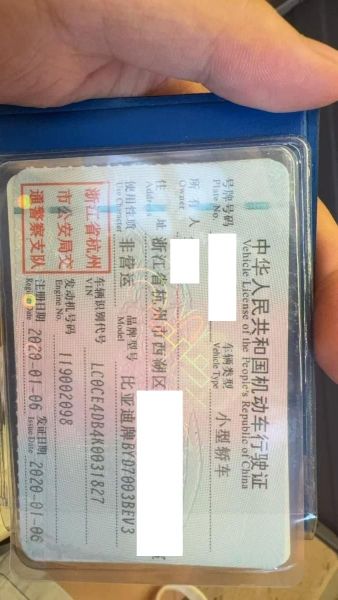 中华人民共和国机动车行驶证
Vehicle License of the People's Republic of China
号牌号码
Plate No.
车辆类型 小型轿车
Vehicle Type
所有人
Owner
住址 浙江省杭州市西湖区
Address
使用性质 非营运
Use Character
品牌型号 比亚迪牌BYD7003BEV3
Model
浙江省杭州
市公安局交
通警察支队
车辆识别代号 LC0CE4DB4K0031827
VIN
发动机号码 119002098
Engine No.
注册日期 2020-01-06
Register Date
发证日期 2020-01-06
Issue Date